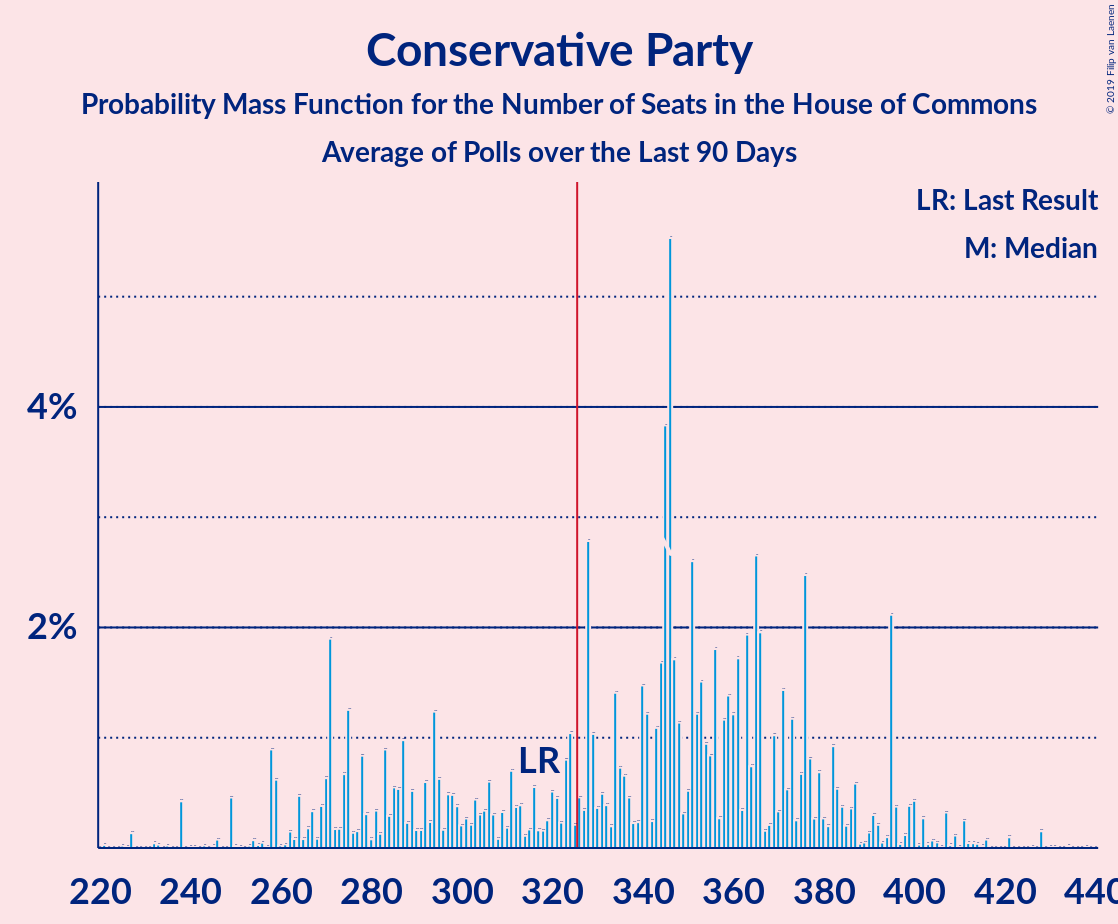 Conservative Party
Probability Mass Function for the Number of Seats in the House of Commons
Average of Polls over the Last 90 Days
© 2019 Filip van Laenen
LR: Last Result
M: Median
4%
2%
LR
220 240 260 280 300 320 340 360 380 400 420 440